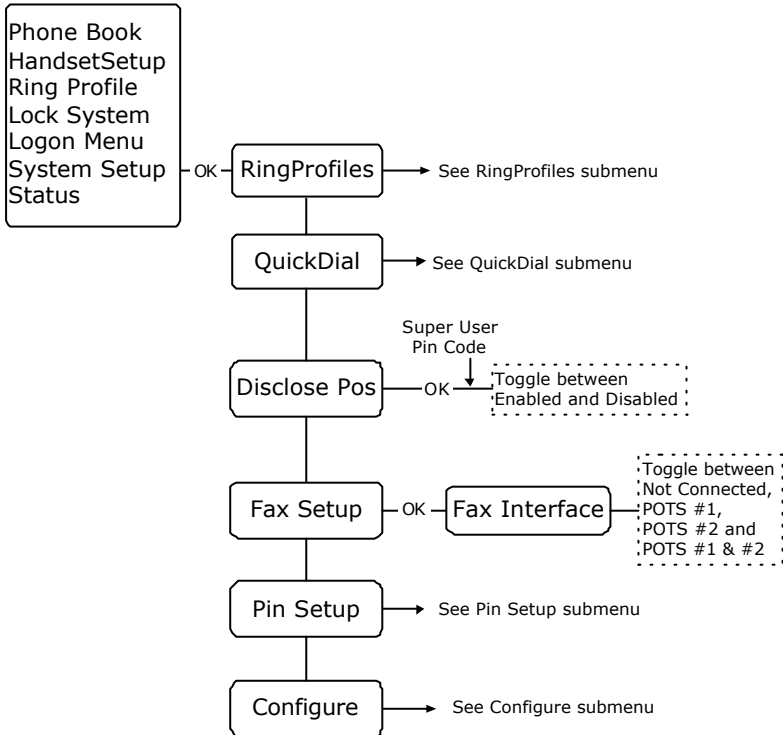 Phone Book
HandsetSetup
Ring Profile
Lock System
Logon Menu
System Setup
Status
OK
RingProfiles
See RingProfiles submenu
QuickDial
See QuickDial submenu
Super User
Pin Code
Disclose Pos
OK
Toggle between
Enabled and Disabled
Fax Setup
OK
Fax Interface
Toggle between
Not Connected,
POTS #1,
POTS #2 and
POTS #1 & #2
Pin Setup
See Pin Setup submenu
Configure
See Configure submenu